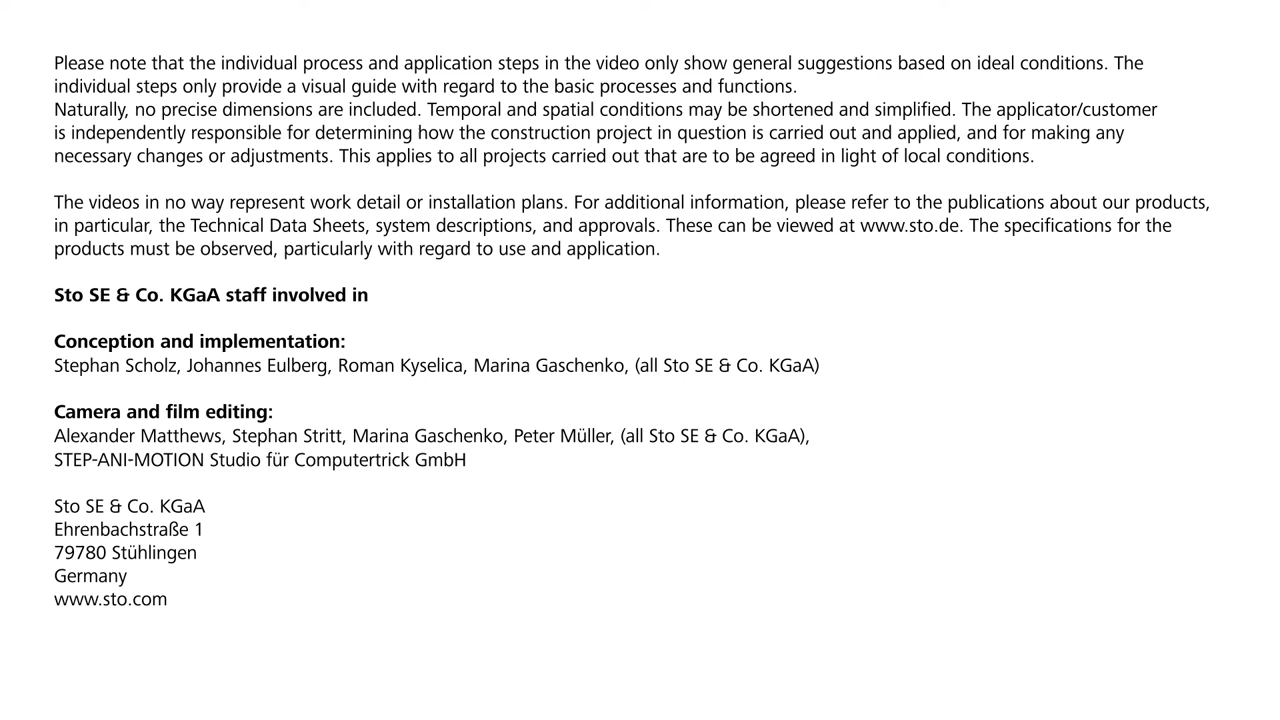 Please note that the individual process and application steps in the video only show general suggestions based on ideal conditions. The
individual steps only provide a visual guide with regard to the basic processes and functions.
Naturally, no precise dimensions are included. Temporal and spatial conditions may be shortened and simplified. The applicator/customer
is independently responsible for determining how the construction project in question is carried out and applied, and for making any
necessary changes or adjustments. This applies to all projects carried out that are to be agreed in light of local conditions.
The videos in no way represent work detail or installation plans. For additional information, please refer to the publications about our products,
in particular, the Technical Data Sheets, system descriptions, and approvals. These can be viewed at www.sto.de. The specifications for the
products must be observed, particularly with regard to use and application.
Sto SE & Co. KGaA staff involved in
Conception and implementation:
Stephan Scholz, Johannes Eulberg, Roman Kyselica, Marina Gaschenko, (all Sto SE & Co. KGaA)
Camera and film editing:
Alexander Matthews, Stephan Stritt, Marina Gaschenko, Peter Müller, (all Sto SE & Co. KGaA),
STEP-ANI-MOTION Studio für Computertrick GmbH
Sto SE & Co. KGaA
Ehrenbachstraße 1
79780 Stühlingen
Germany
www.sto.com